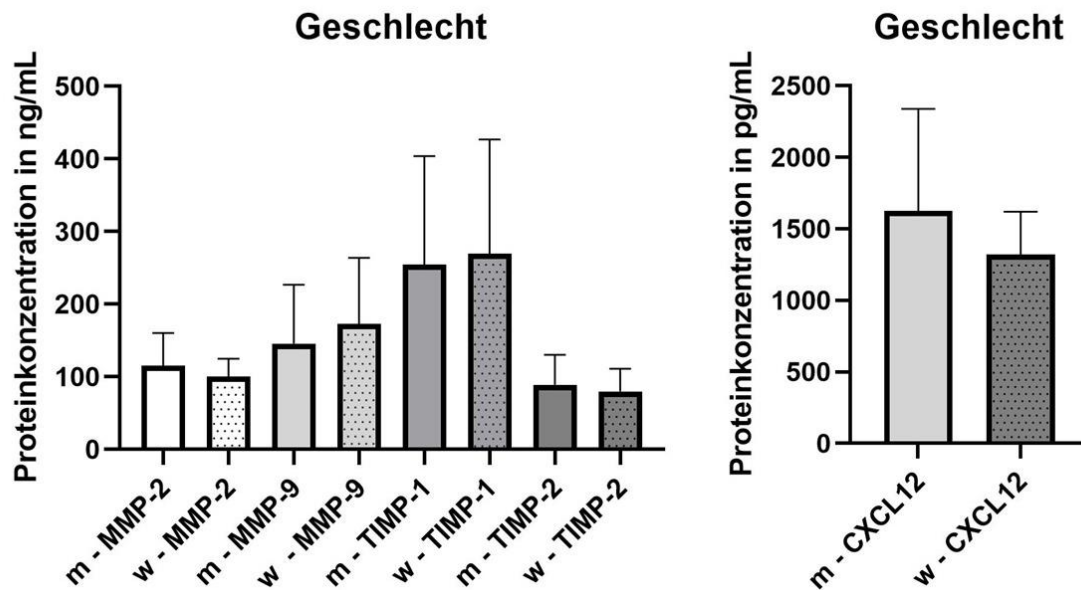 Geschlecht
Proteinkonzentration in ng/mL
500
400
300
200
100
0
m - MMP-2
w - MMP-2
m - MMP-9
w - MMP-9
m - TIMP-1
w - TIMP-1
m - TIMP-2
w - TIMP-2
Geschlecht
Proteinkonzentration in pg/mL
2500
2000
1500
1000
500
0
m - CXCL12
w - CXCL12